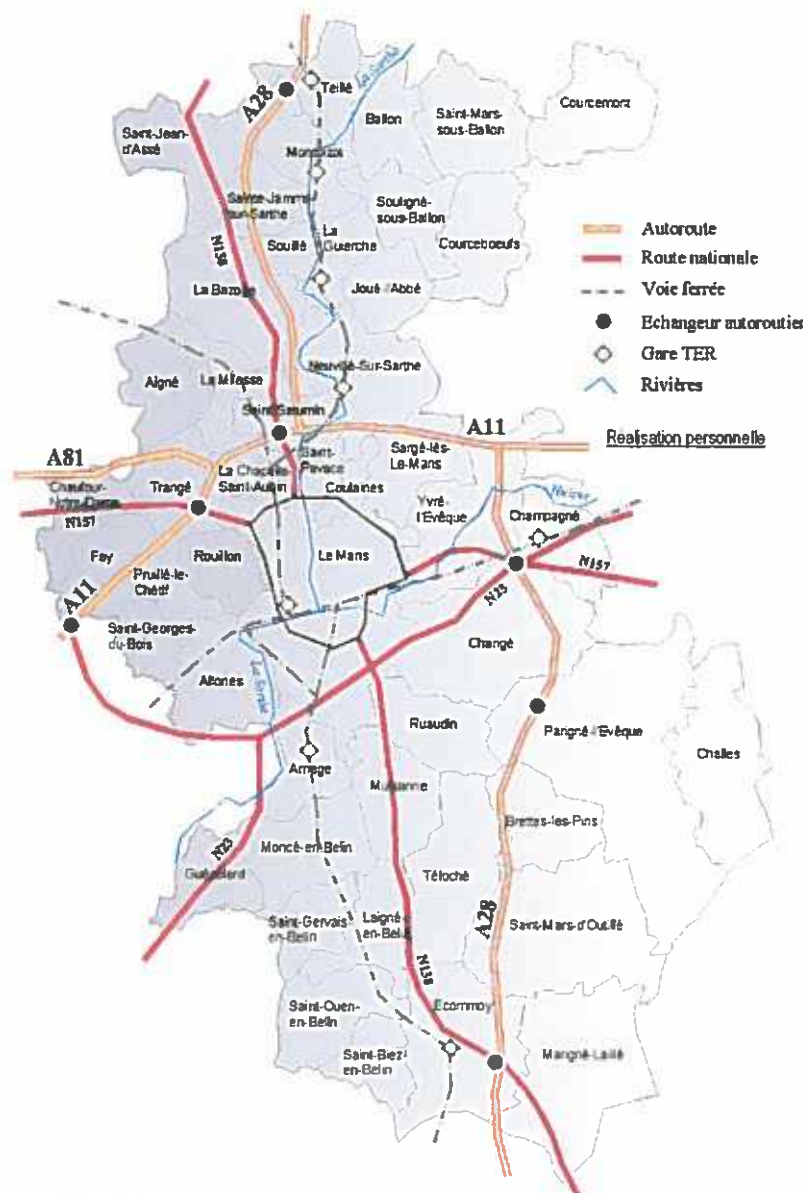 A28
Teillé
La Sarthe
Courcemont
Saint-Jean-
d'Assé
Ballon
Saint-Mars-
sous-Ballon
Sainte-Jamme-
sur-Sarthe
Souligné-
sous-Ballon
N138
Souillé
La
Guierche
Courceboeufs
La Bazoge
Joué-l'Abbé
Autoroute
Route nationale
Voie ferrée
Echangeur autoroutier
Gare TER
Rivières
Aigné
La Milesse
Neuville-Sur-Sarthe
Saint-Saturnin
A11
Réalisation personnelle
A81
Sargé-lès-
Le-Mans
La Chapelle-
Saint-Aubin
Saint-
Pavace
Coulaines
Chaufour-
Notre-Dame
Trangé
Yvré-
l'Evêque
Champagné
N157
Fay
Rouillon
Le Mans
N157
Pruillé-le-
Chétif
A11
N23
Saint-Georges-
du-Bois
Changé
Allonnes
Ruaudin
Parigné-l'Evêque
Challes
Arnage
Mulsanne
Brettes-les-Pins
N23
Moncé-en-Belin
Guécélard
Téloché
A28
Saint-Gervais-
en-Belin
Laigné-
en-Belin
Saint-Mars-d'Outillé
N138
Saint-Ouen-
en-Belin
Ecommoy
Saint-Biez-
en-Belin
Marigné-Laillé